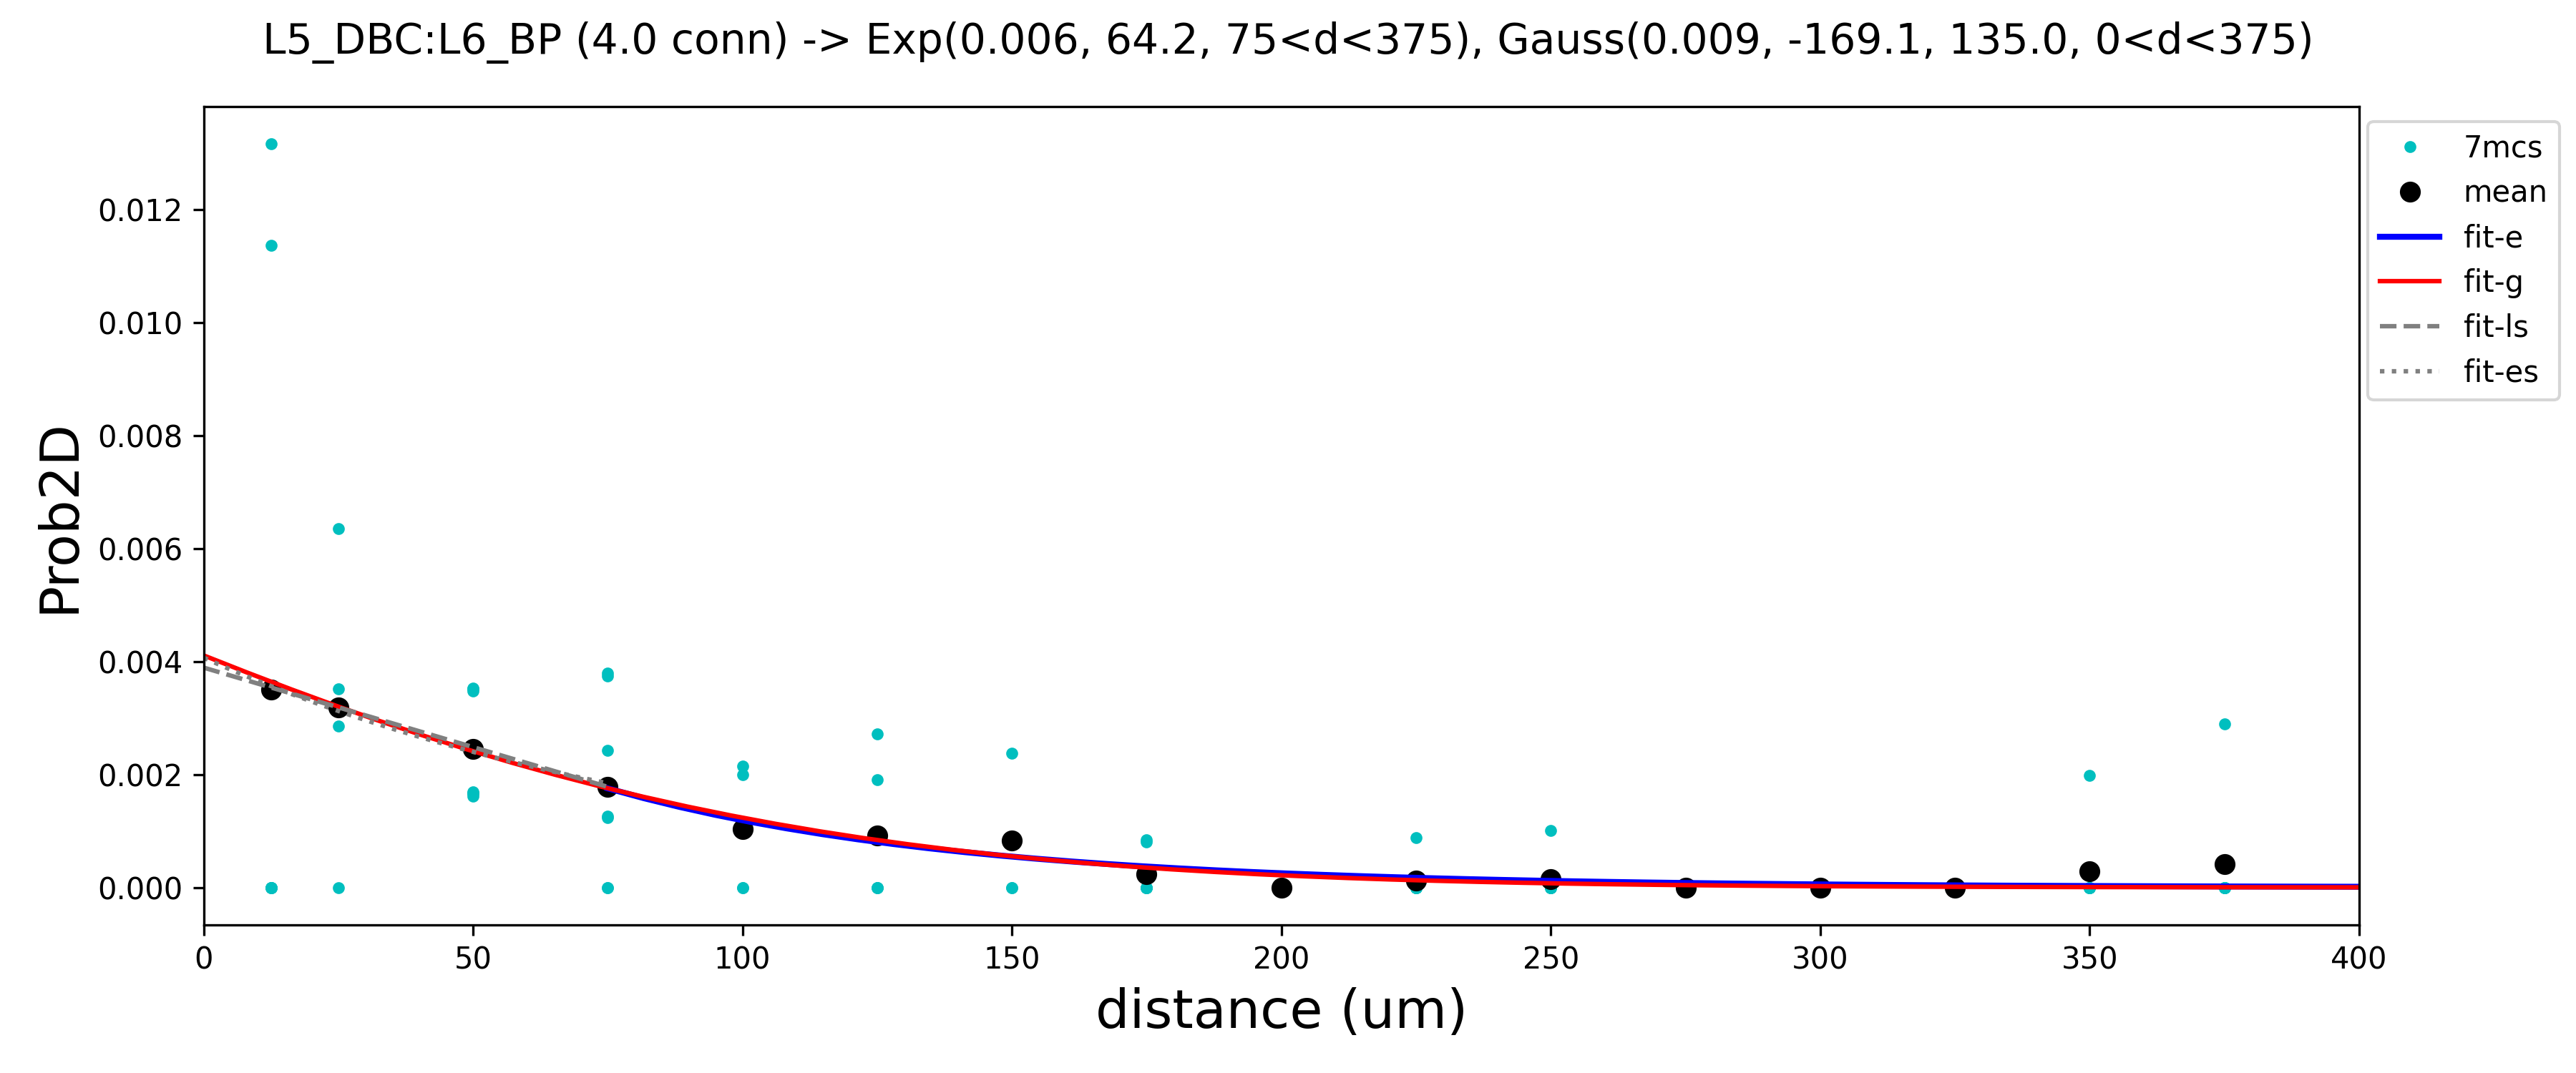 L5_DBC:L6_BP (4.0 conn) -> Exp(0.006, 64.2, 75<d<375), Gauss(0.009, -169.1, 135.0, 0<d<375)
7mcs
mean
fit-e
fit-g
fit-ls
fit-es
Prob2D
0.012
0.010
0.008
0.006
0.004
0.002
0.000
0 50 100 150 200 250 300 350 400
distance (um)